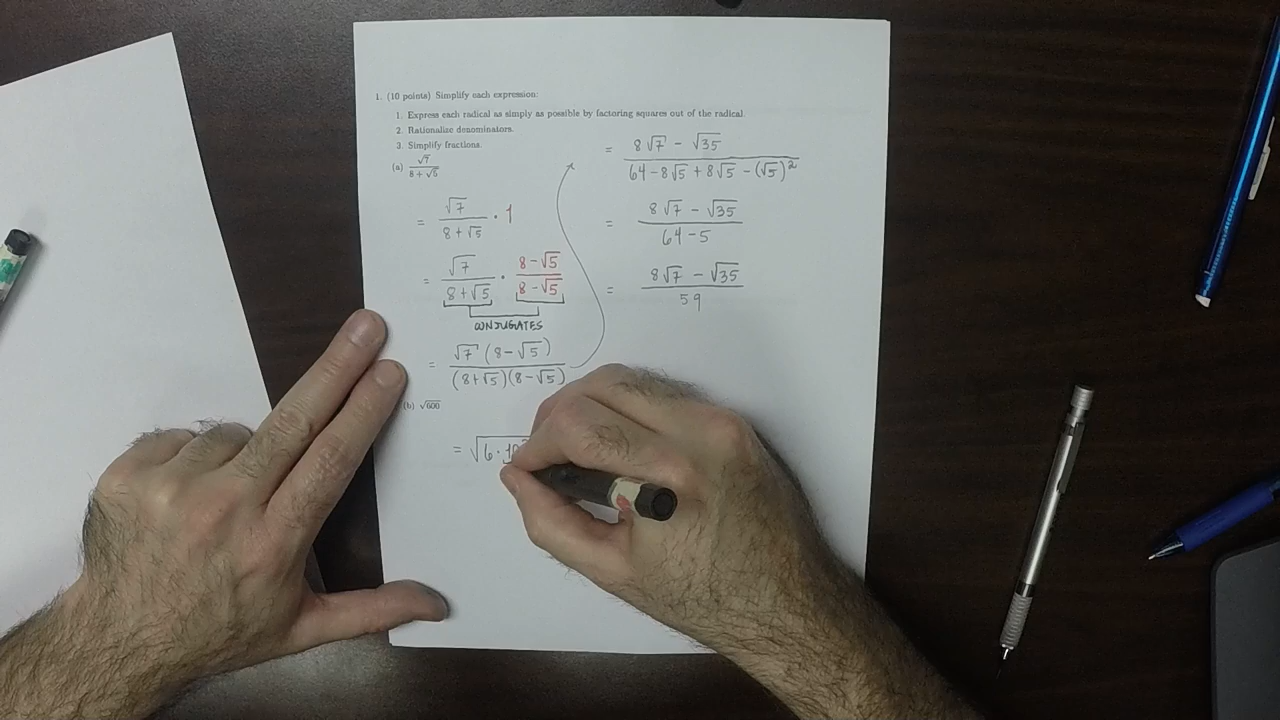 1. (10 points) Simplify each expression:
1. Express each radical as simply as possible by factoring squares out of the radical.
2. Rationalize denominators.
3. Simplify fractions.
(a) √7 / 8 + √5
= √7 / 8 + √5 · 1
= √7 / 8 + √5 · 8 − √5 / 8 − √5
CONJUGATES
= √7 (8 − √5) / (8 + √5)(8 − √5)
= 8√7 − √35 / 64 − 8√5 + 8√5 − (√5)²
= 8√7 − √35 / 64 − 5
= 8√7 − √35 / 59
(b) √600
= √6 · 10